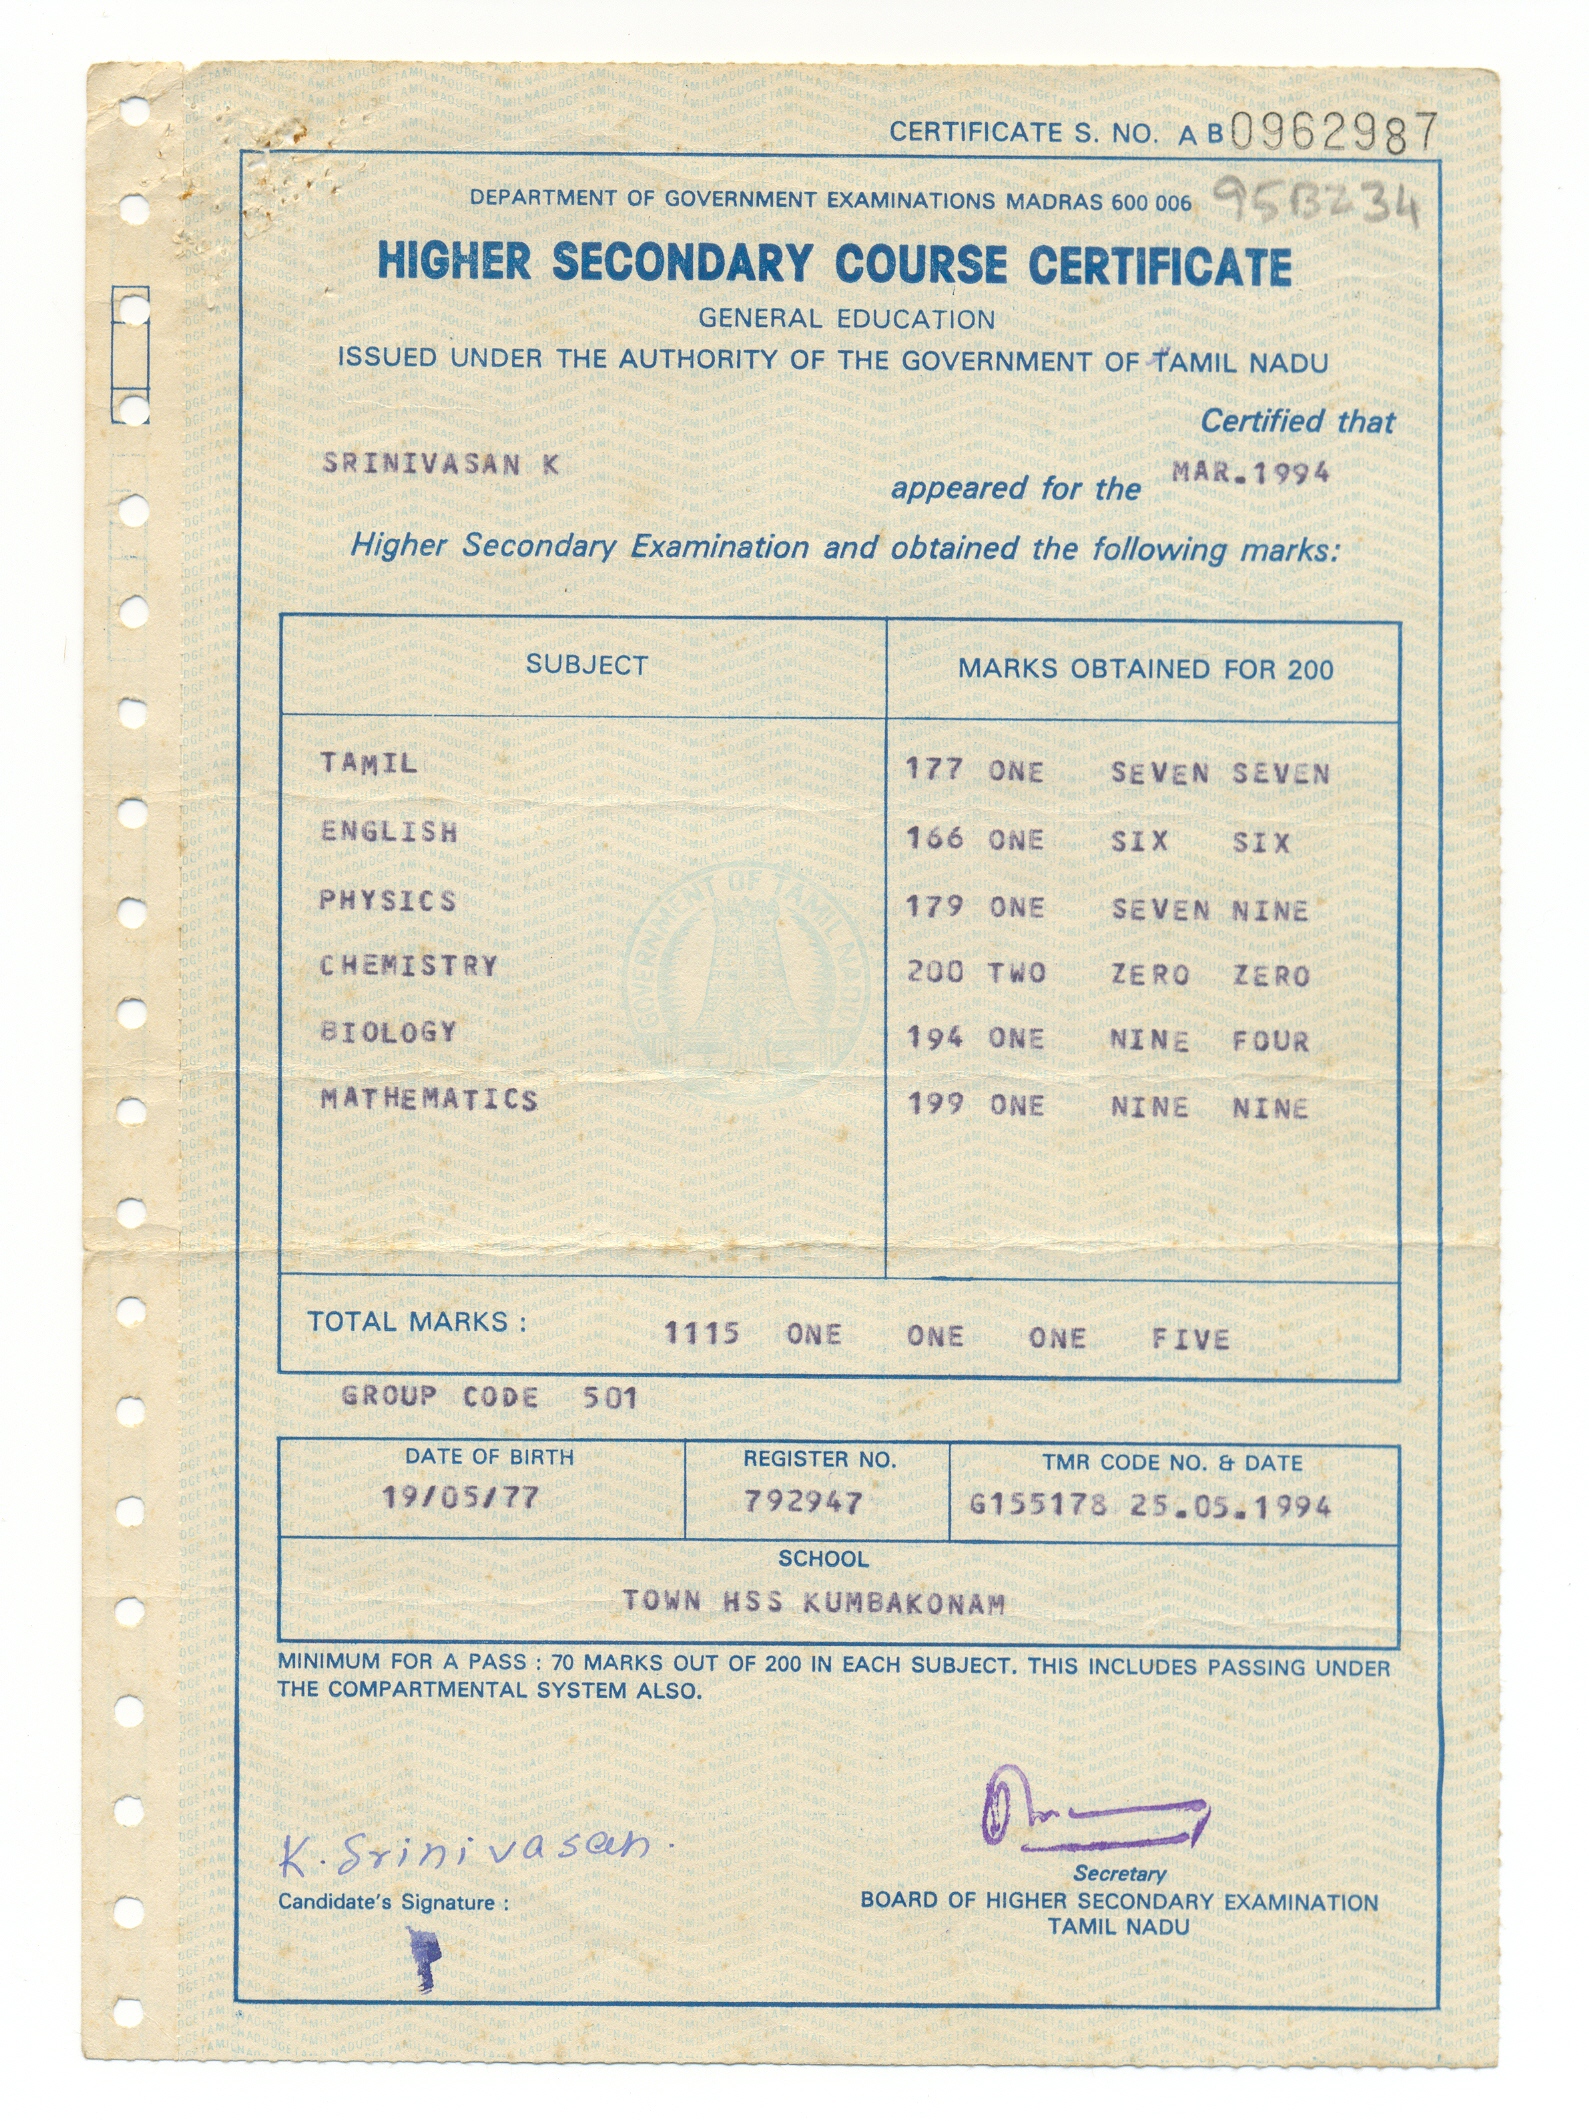 CERTIFICATE S. NO. A B 0962987
DEPARTMENT OF GOVERNMENT EXAMINATIONS MADRAS 600 006
95BZ34
HIGHER SECONDARY COURSE CERTIFICATE
GENERAL EDUCATION
ISSUED UNDER THE AUTHORITY OF THE GOVERNMENT OF TAMIL NADU
Certified that
SRINIVASAN K
appeared for the MAR.1994
Higher Secondary Examination and obtained the following marks:
SUBJECT MARKS OBTAINED FOR 200
TAMIL 177 ONE SEVEN SEVEN
ENGLISH 166 ONE SIX SIX
PHYSICS 179 ONE SEVEN NINE
CHEMISTRY 200 TWO ZERO ZERO
BIOLOGY 194 ONE NINE FOUR
MATHEMATICS 199 ONE NINE NINE
GOVERNMENT OF TAMIL NADU
TOTAL MARKS : 1115 ONE ONE ONE FIVE
GROUP CODE 501
DATE OF BIRTH REGISTER NO. TMR CODE NO. & DATE
19/05/77 792947 G155178 25.05.1994
SCHOOL
TOWN HSS KUMBAKONAM
MINIMUM FOR A PASS : 70 MARKS OUT OF 200 IN EACH SUBJECT. THIS INCLUDES PASSING UNDER
THE COMPARTMENTAL SYSTEM ALSO.
K. Srinivasan.
Candidate's Signature :
Secretary
BOARD OF HIGHER SECONDARY EXAMINATION
TAMIL NADU